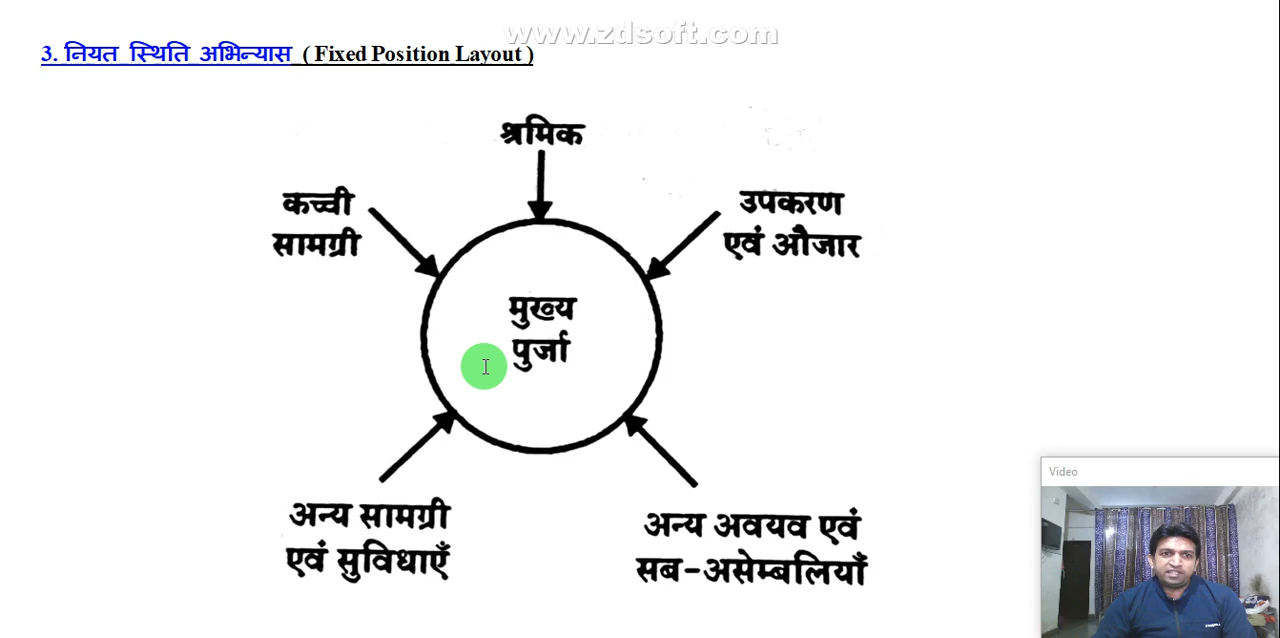 www.zdsoft.com
3. नियत स्थिति अभिन्यास ( Fixed Position Layout )
श्रमिक
कच्ची
सामग्री
उपकरण
एवं औजार
मुख्य
पुर्जा
अन्य सामग्री
एवं सुविधाएँ
अन्य अवयव एवं
सब-असेम्बलियाँ
Video